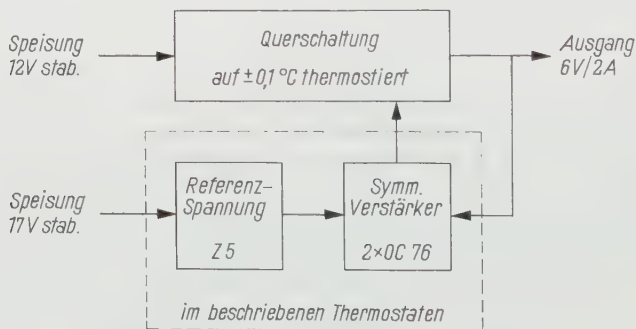 Speisung
12V stab.
Querschaltung
auf ±0,1°C thermostiert
Ausgang
6V/2A
Speisung
17V stab.
Referenz-
Spannung
Z5
Symm.
Verstärker
2×OC 76
im beschriebenen Thermostaten